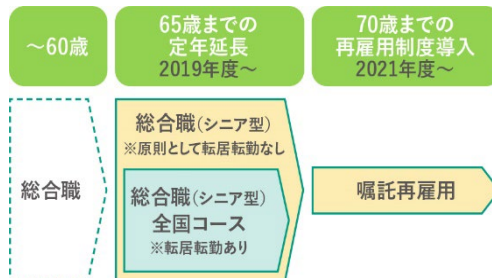 ～60歳
65歳までの
定年延長
2019年度～
70歳までの
再雇用制度導入
2021年度～
総合職
総合職(シニア型)
※原則として転居転勤なし
総合職(シニア型)
全国コース
※転居転勤あり
嘱託再雇用